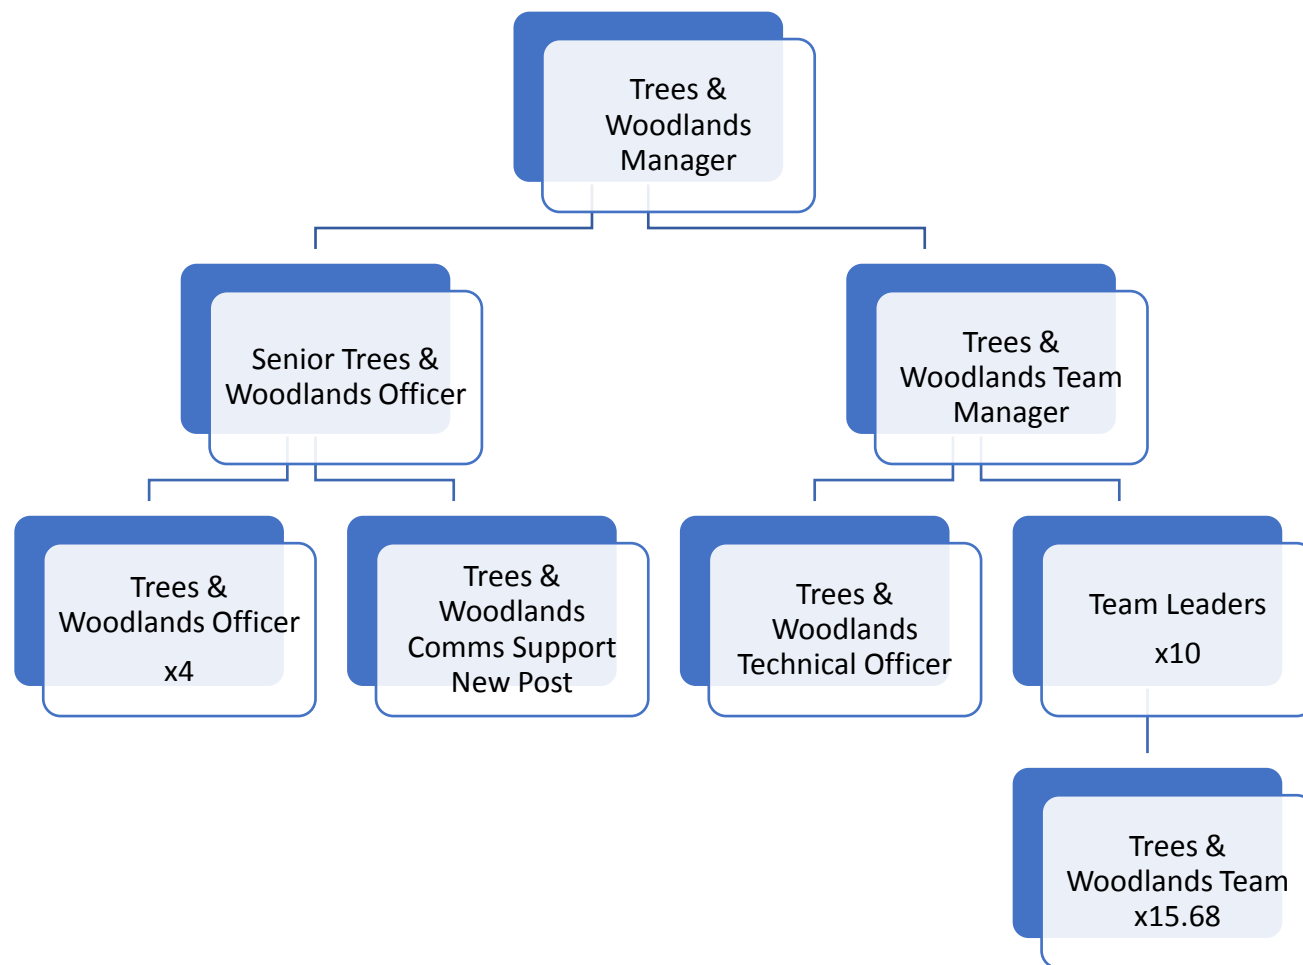 Trees &
Woodlands
Manager
Senior Trees &
Woodlands Officer
Trees &
Woodlands Team
Manager
Trees &
Woodlands Officer
x4
Trees &
Woodlands
Comms Support
New Post
Trees &
Woodlands
Technical Officer
Team Leaders
x10
Trees &
Woodlands Team
x15.68